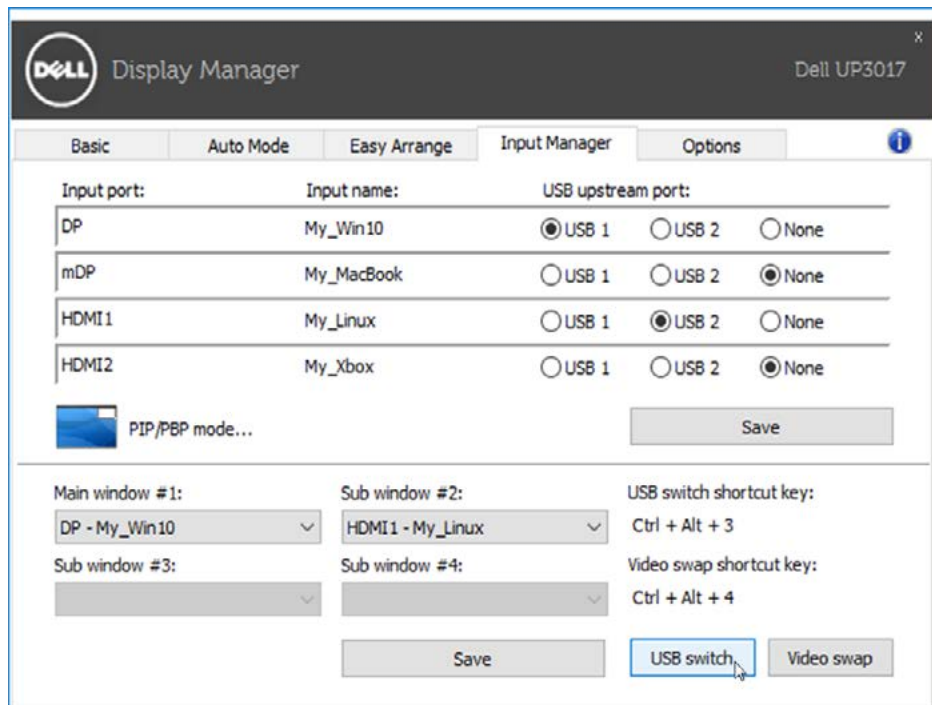 x
DELL Display Manager Dell UP3017
Basic Auto Mode Easy Arrange Input Manager Options i
Input port: Input name: USB upstream port:
DP My_Win10 USB 1 USB 2 None
mDP My_MacBook USB 1 USB 2 None
HDMI1 My_Linux USB 1 USB 2 None
HDMI2 My_Xbox USB 1 USB 2 None
PIP/PBP mode... Save
Main window #1: Sub window #2: USB switch shortcut key:
DP - My_Win10 HDMI1 - My_Linux Ctrl + Alt + 3
Sub window #3: Sub window #4: Video swap shortcut key:
Ctrl + Alt + 4
Save USB switch Video swap